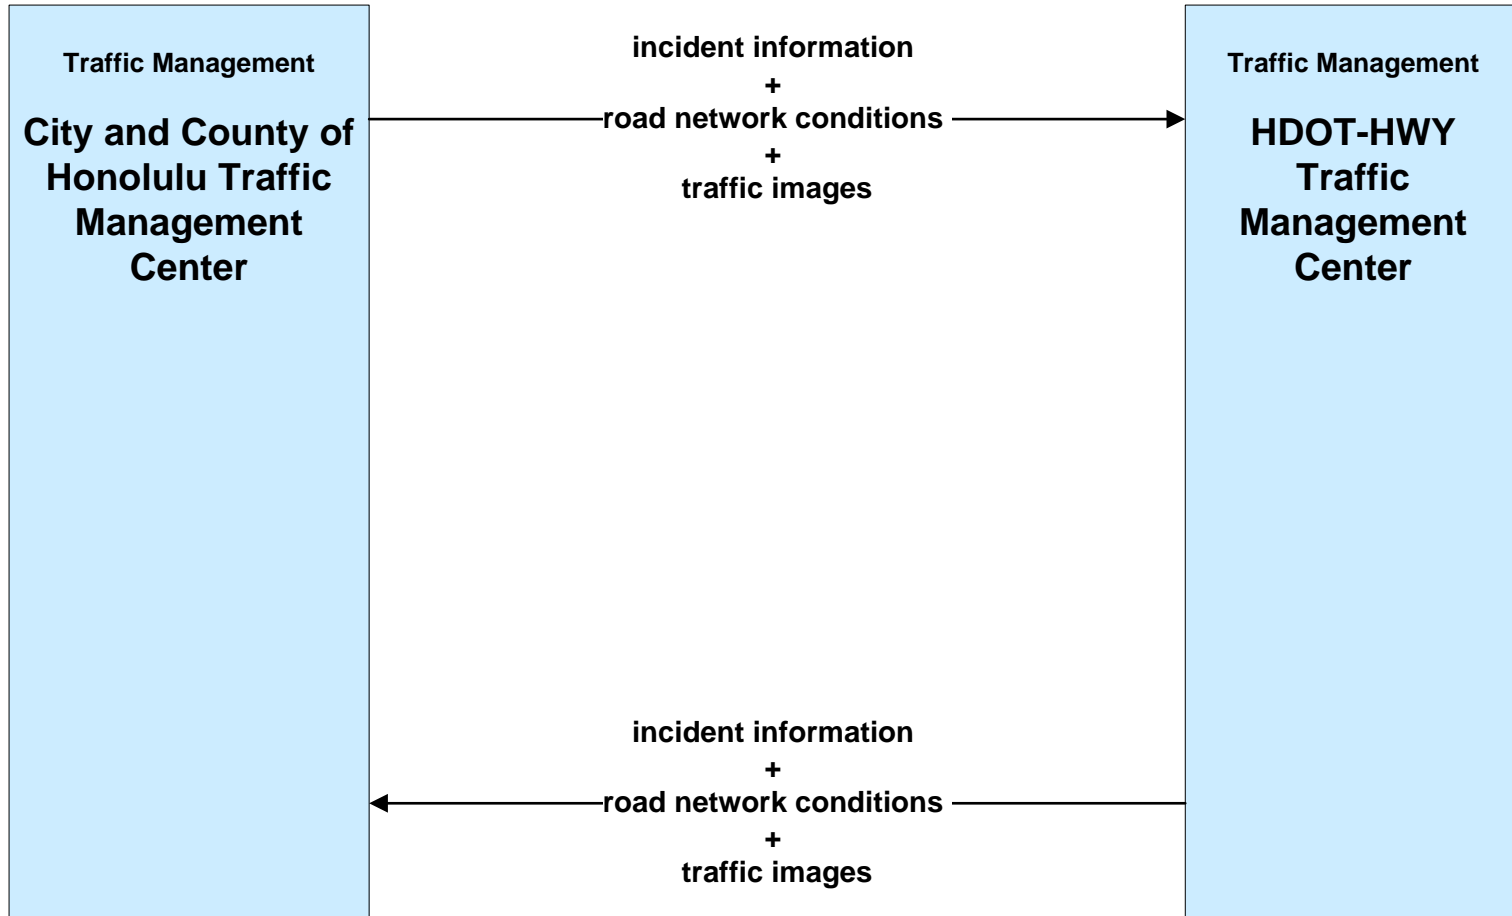 Traffic Management
City and County of
Honolulu Traffic
Management
Center
incident information
+
road network conditions
+
traffic images
Traffic Management
HDOT-HWY
Traffic
Management
Center
incident information
+
road network conditions
+
traffic images